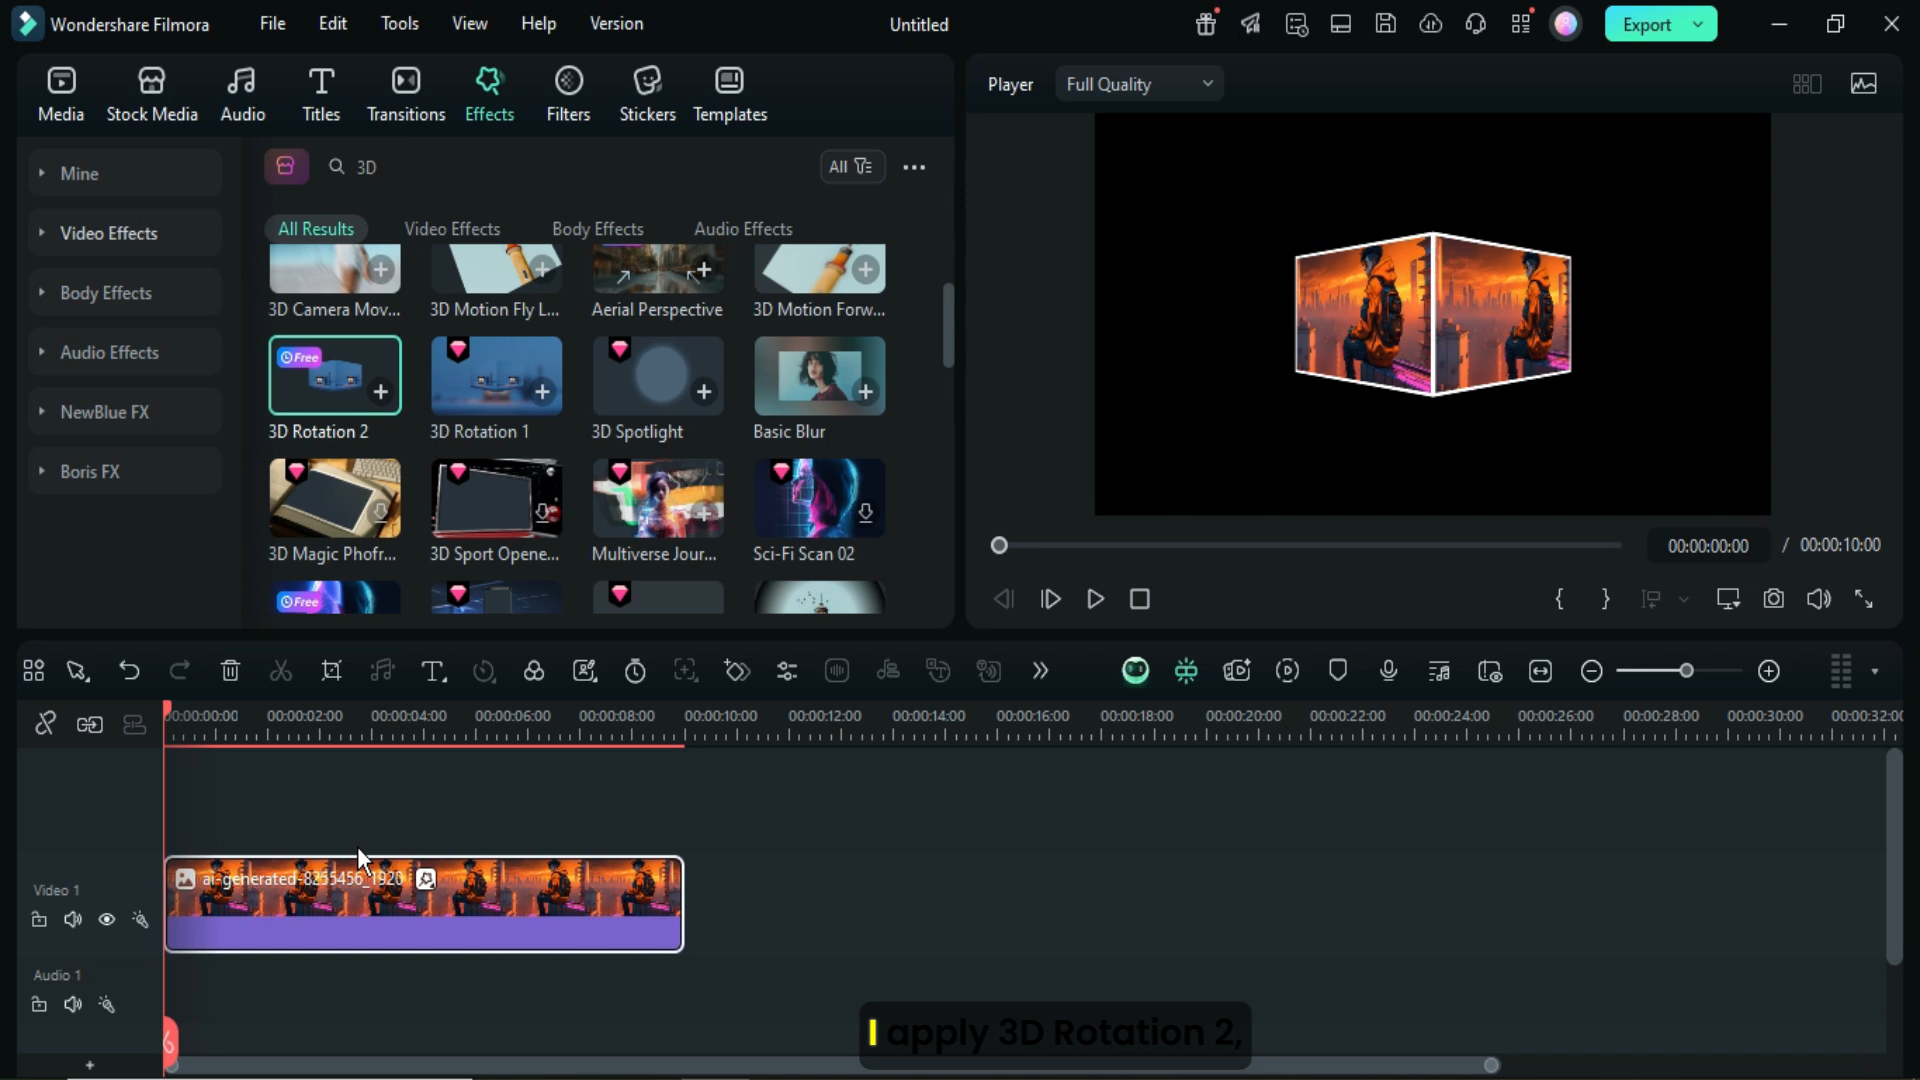 Wondershare Filmora
File
Edit
Tools
View
Help
Version
Untitled
Export
Media
Stock Media
Audio
Titles
Transitions
Effects
Filters
Stickers
Templates
Player
Full Quality
Mine
Video Effects
Body Effects
Audio Effects
NewBlue FX
Boris FX
3D
All
All Results
Video Effects
Body Effects
Audio Effects
3D Camera Mov...
3D Motion Fly L...
Aerial Perspective
3D Motion Forw...
Free
3D Rotation 2
3D Rotation 1
3D Spotlight
Basic Blur
3D Magic Phofr...
3D Sport Opene...
Multiverse Jour...
Sci-Fi Scan 02
Free
00:00:00:00 / 00:00:10:00
00:00:00:00
00:00:02:00
00:00:04:00
00:00:06:00
00:00:08:00
00:00:10:00
00:00:12:00
00:00:14:00
00:00:16:00
00:00:18:00
00:00:20:00
00:00:22:00
00:00:24:00
00:00:26:00
00:00:28:00
00:00:30:00
00:00:32:00
ai-generated-8255456_1920
Video 1
Audio 1
I apply 3D Rotation 2,